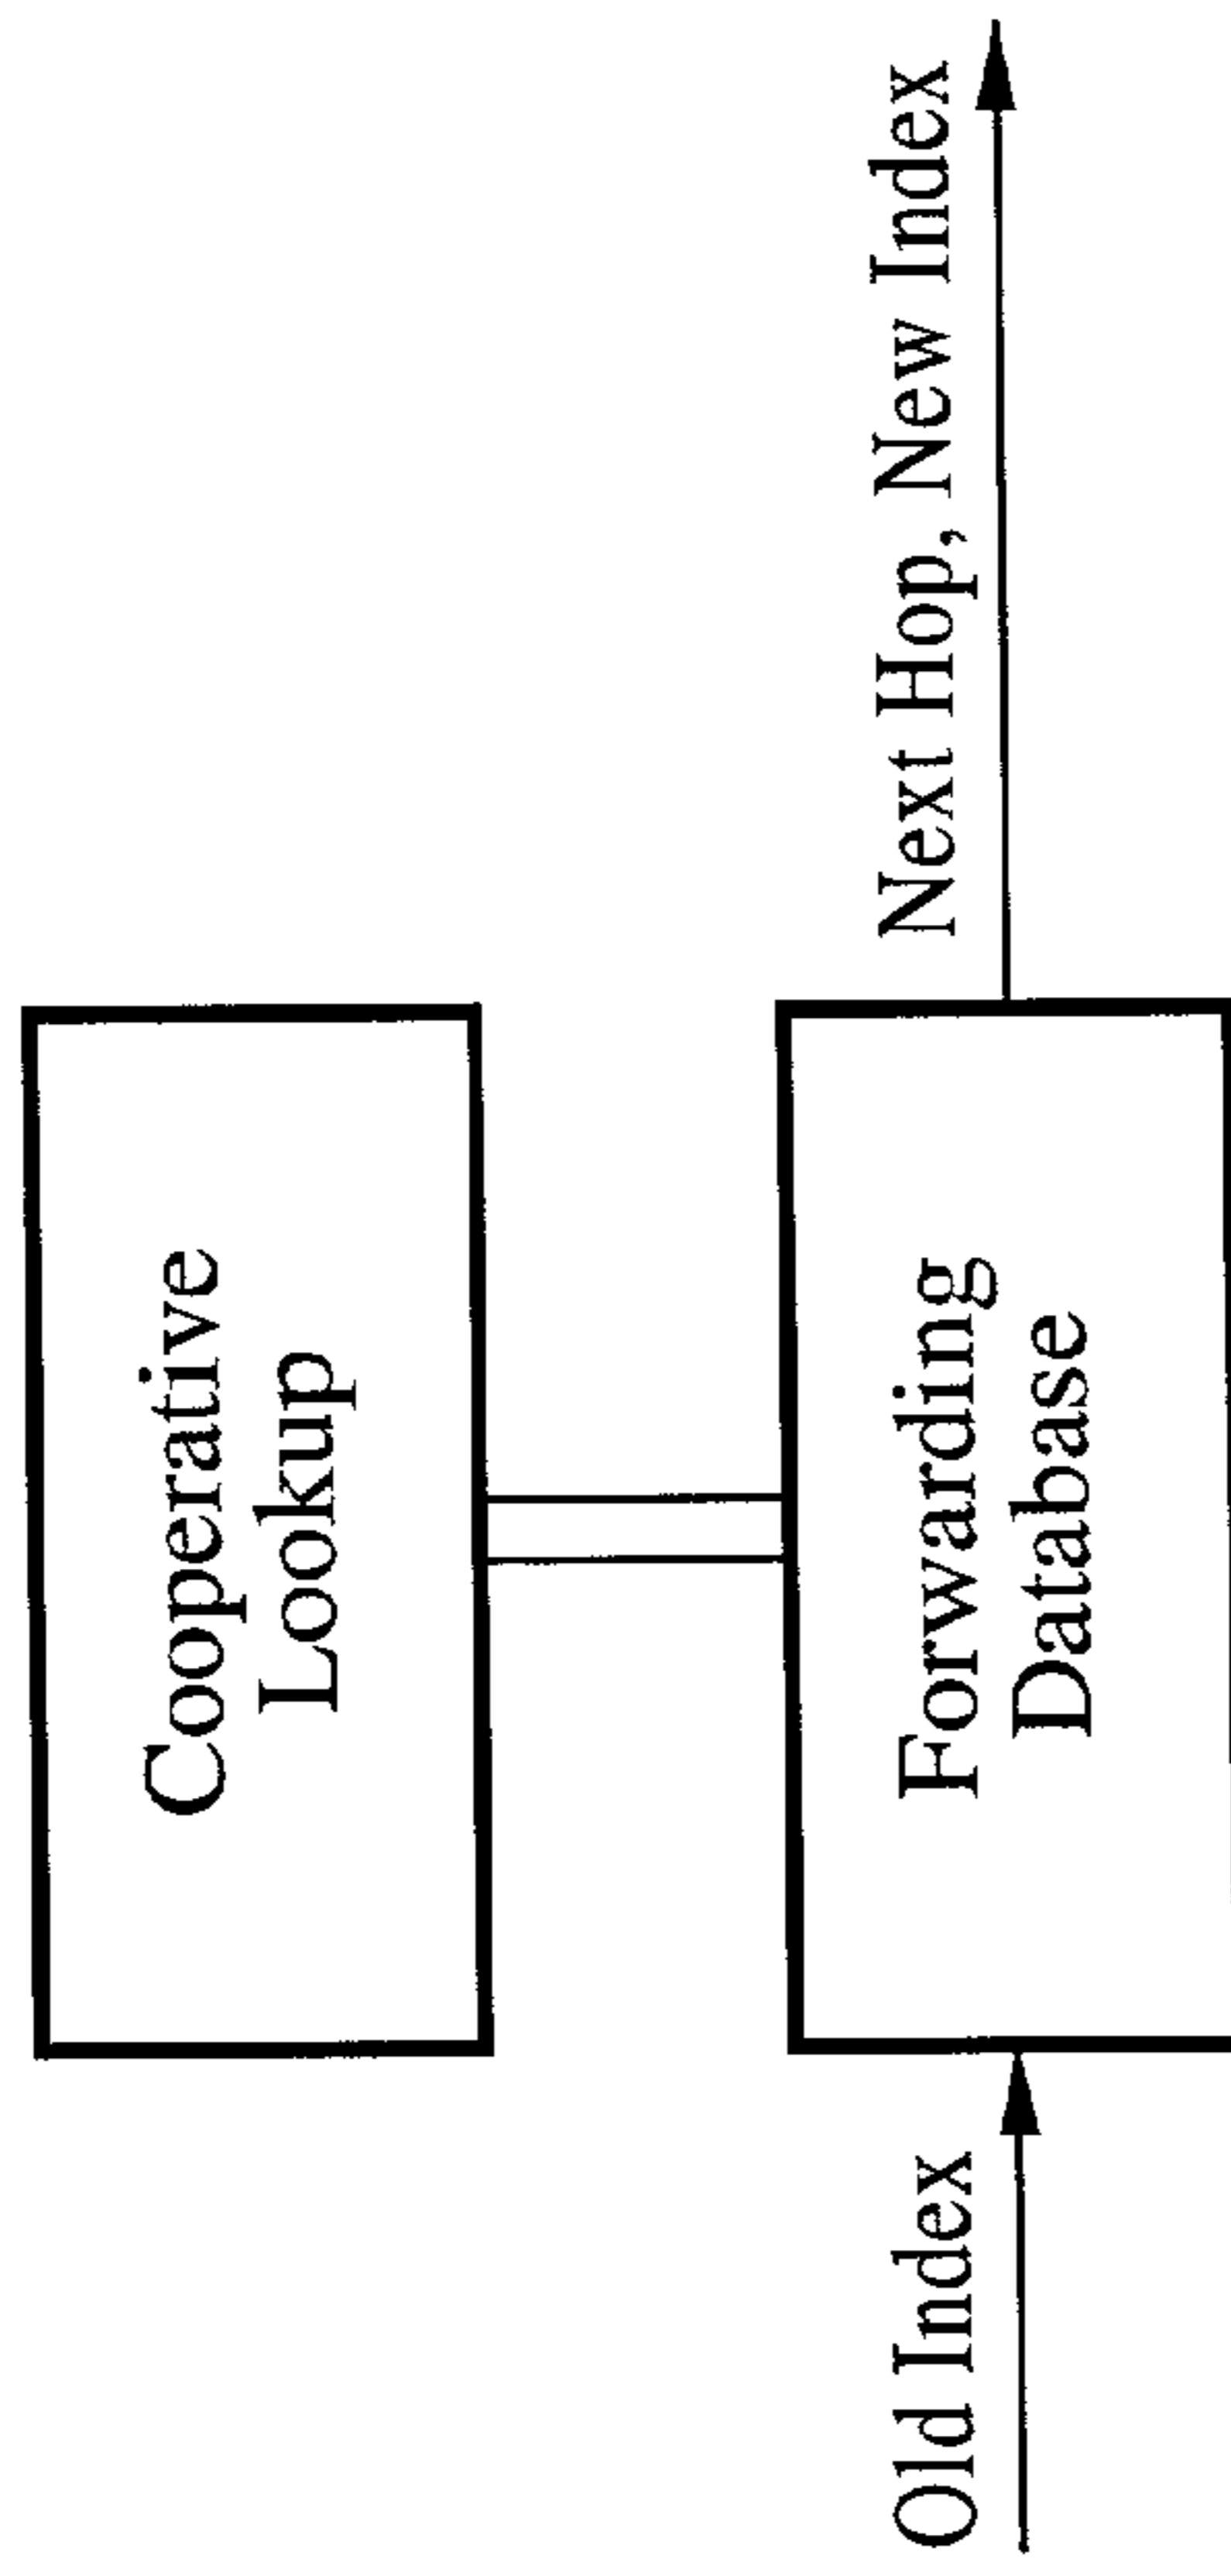 Cooperative
Lookup
Old Index
Forwarding
Database
Next Hop, New Index